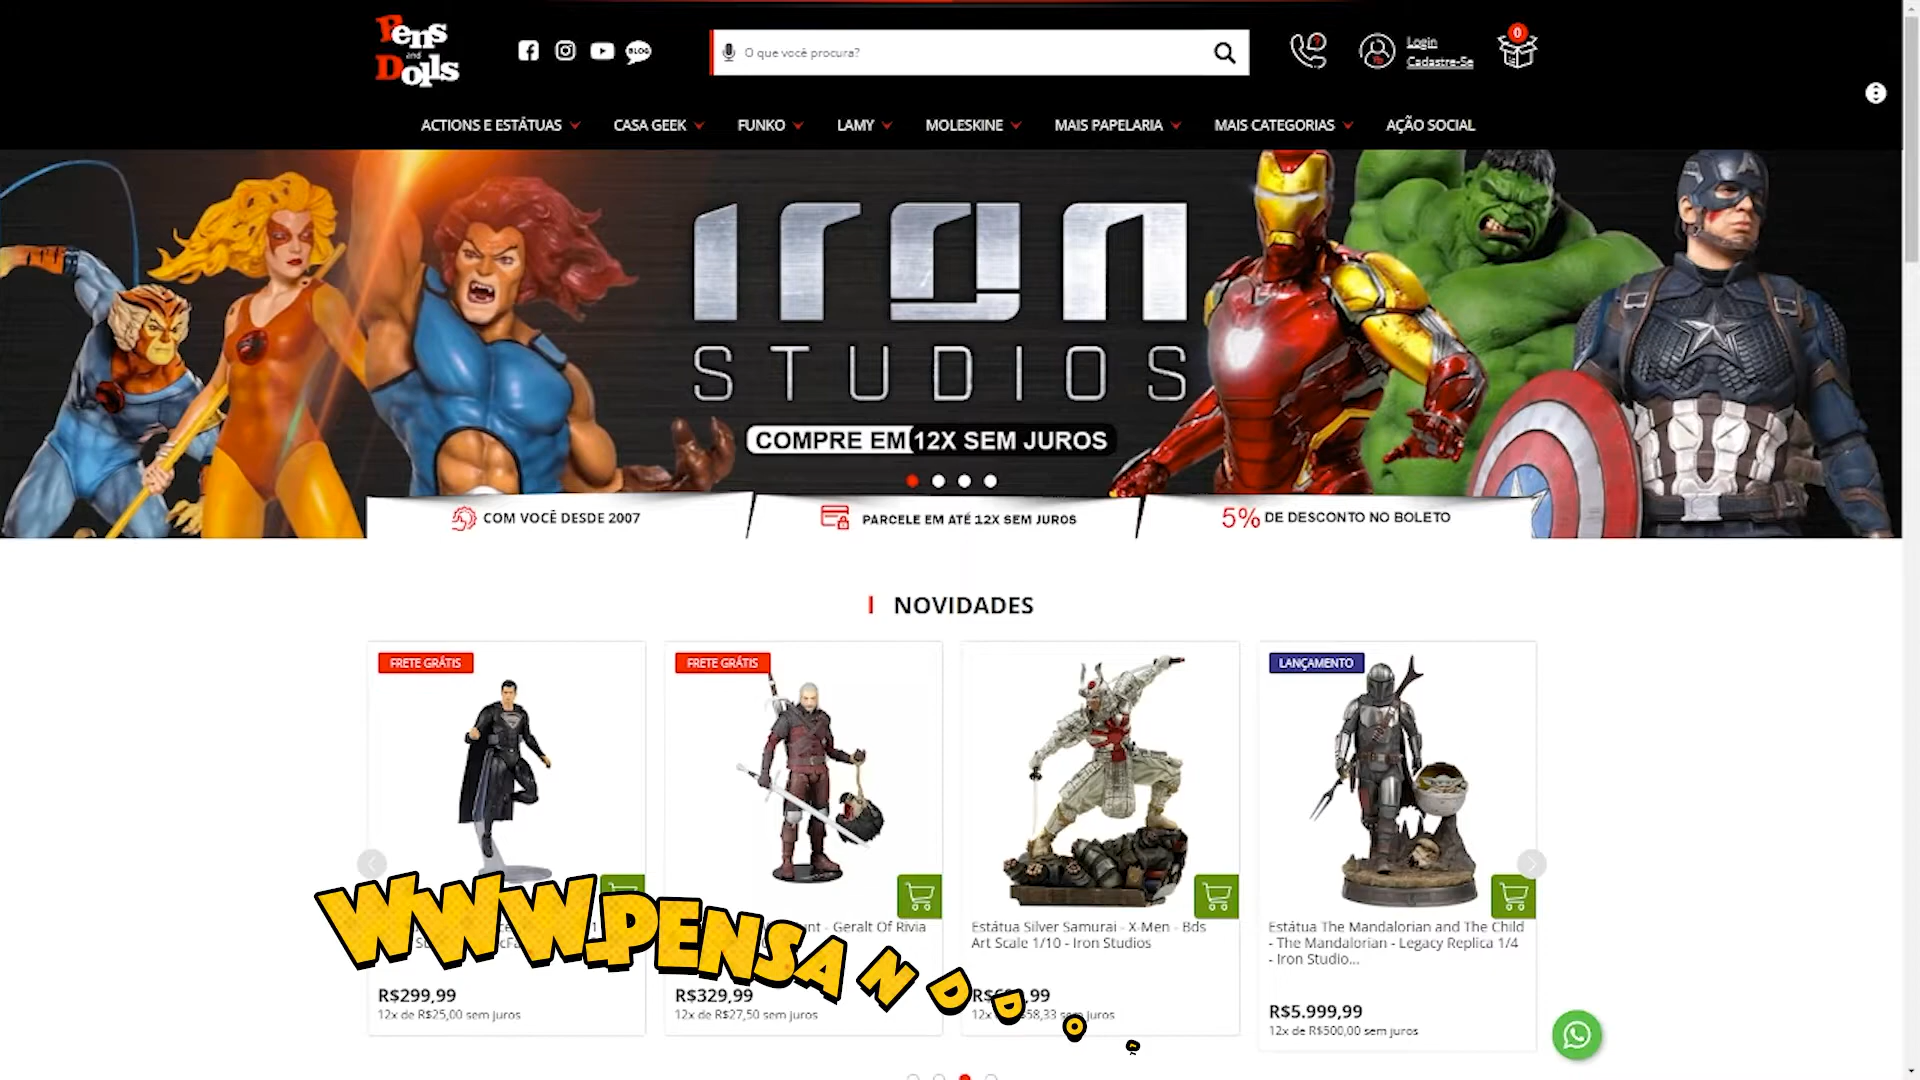 Pens
and
Dolls
BLOG
O que você procura?
?
Login
Cadastre-Se
0
ACTIONS E ESTÁTUAS
CASA GEEK
FUNKO
LAMY
MOLESKINE
MAIS PAPELARIA
MAIS CATEGORIAS
AÇÃO SOCIAL
IRON
STUDIOS
COMPRE EM 12X SEM JUROS
COM VOCÊ DESDE 2007
PARCELE EM ATÉ 12X SEM JUROS
5% DE DESCONTO NO BOLETO
NOVIDADES
FRETE GRÁTIS
FRETE GRÁTIS
LANÇAMENTO
- Geralt Of Rivia
Estátua Silver Samurai - X-Men - Bds
Art Scale 1/10 - Iron Studios
Estátua The Mandalorian and The Child
- The Mandalorian - Legacy Replica 1/4
- Iron Studio...
WWW.PENSANDDO
R$299,99
12x de R$25,00 sem juros
R$329,99
12x de R$27,50 sem juros
R$5.999,99
12x de R$500,00 sem juros